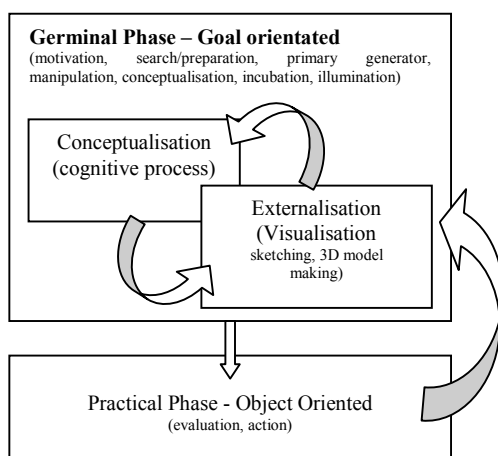 Germinal Phase – Goal orientated
(motivation, search/preparation, primary generator,
manipulation, conceptualisation, incubation, illumination)
Conceptualisation
(cognitive process)
Externalisation
(Visualisation
sketching, 3D model
making)
Practical Phase - Object Oriented
(evaluation, action)